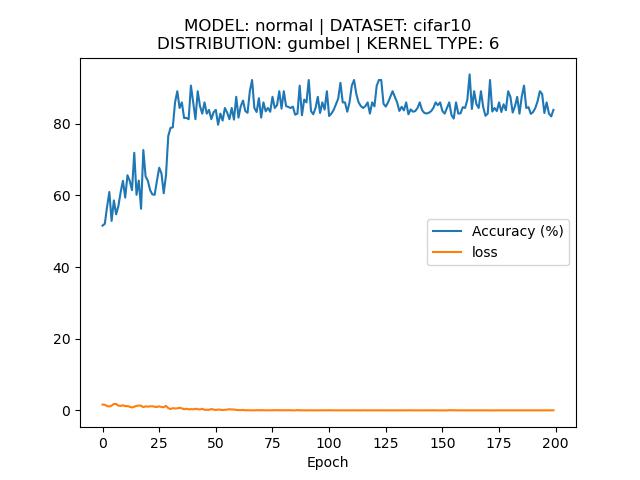 MODEL: normal | DATASET: cifar10
DISTRIBUTION: gumbel | KERNEL TYPE: 6
80
60
40
20
0
Accuracy (%)
loss
0 25 50 75 100 125 150 175 200
Epoch